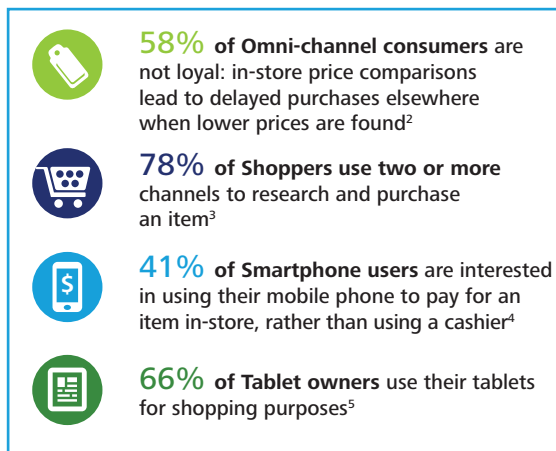 58% of Omni-channel consumers are
not loyal: in-store price comparisons
lead to delayed purchases elsewhere
when lower prices are found²
78% of Shoppers use two or more
channels to research and purchase
an item³
$
41% of Smartphone users are interested
in using their mobile phone to pay for an
item in-store, rather than using a cashier⁴
66% of Tablet owners use their tablets
for shopping purposes⁵